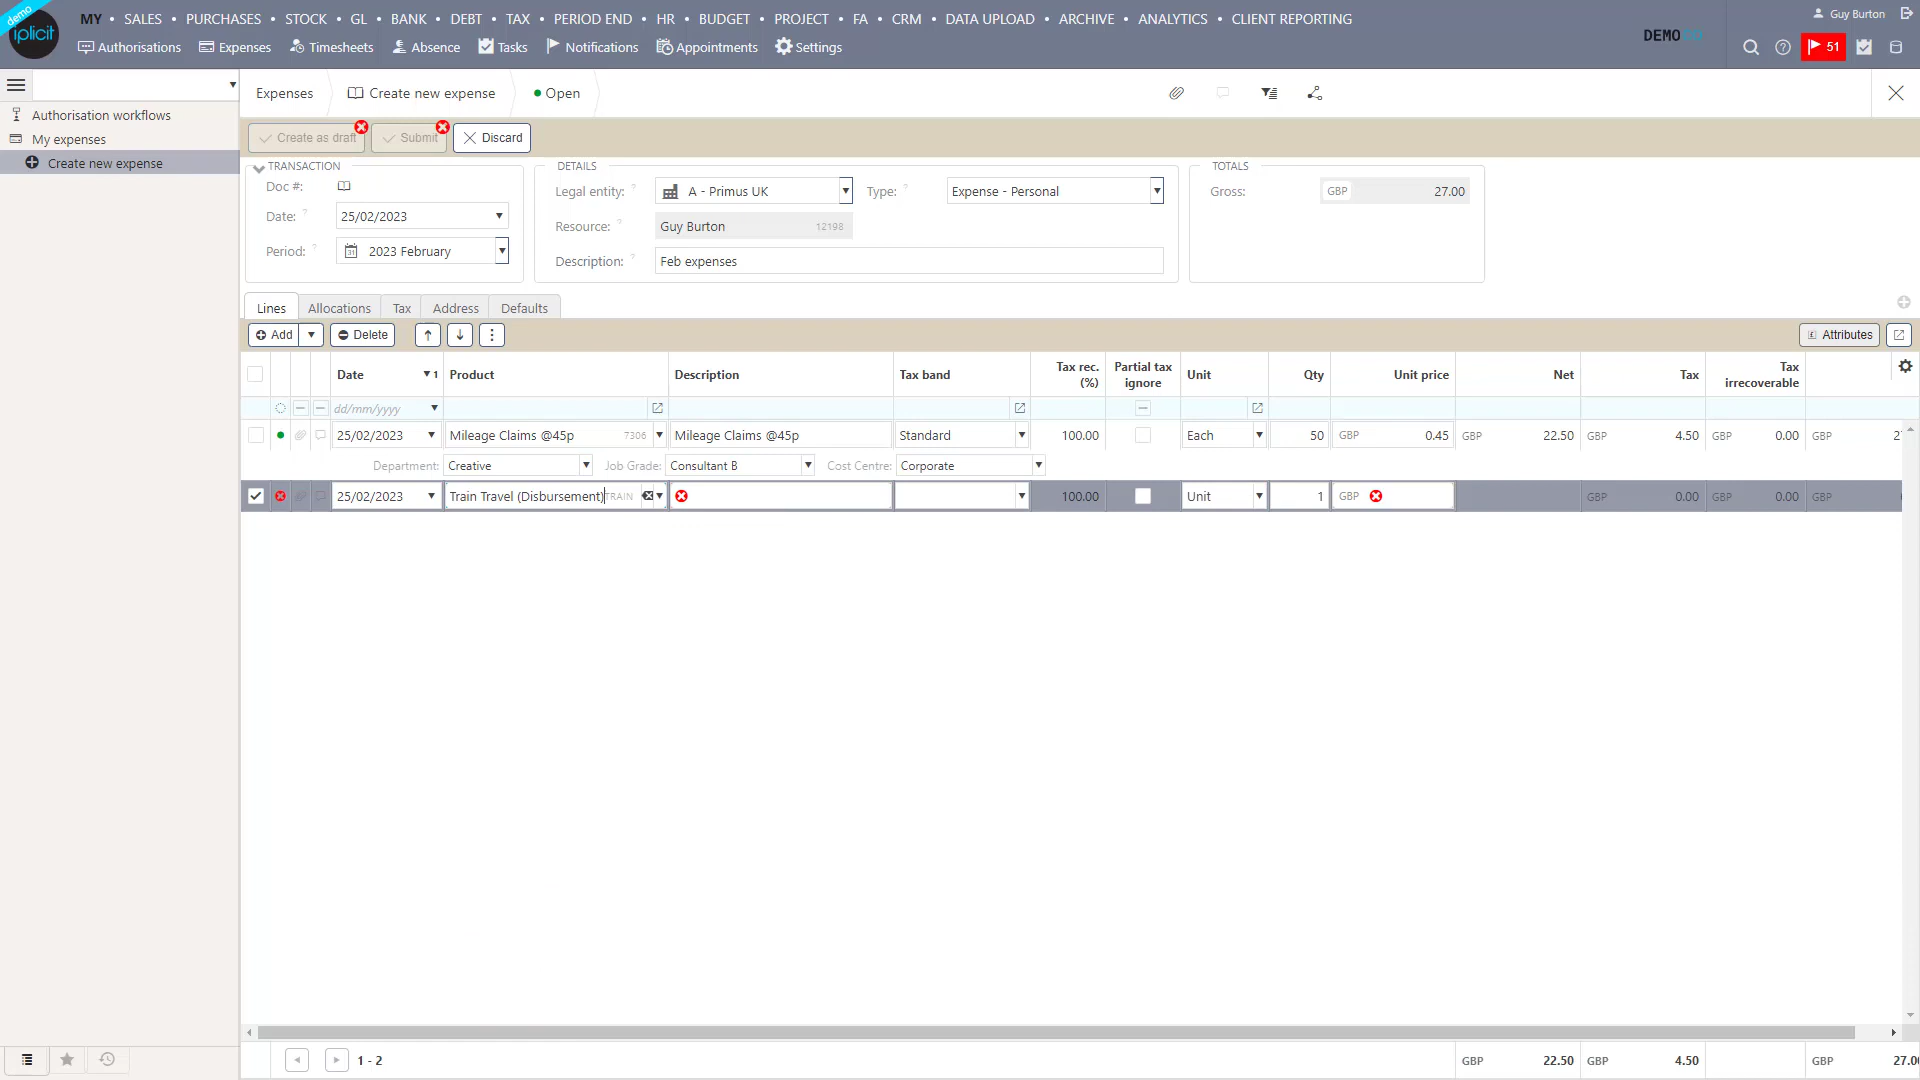 demo
iplicit
MY • SALES • PURCHASES • STOCK • GL • BANK • DEBT • TAX • PERIOD END • HR • BUDGET • PROJECT • FA • CRM • DATA UPLOAD • ARCHIVE • ANALYTICS • CLIENT REPORTING
Guy Burton
Authorisations Expenses Timesheets Absence Tasks Notifications Appointments Settings
DEMO
51
Authorisation workflows
My expenses
Create new expense
Expenses Create new expense Open
Create as draft Submit Discard
TRANSACTION
Doc #:
Date: ? 25/02/2023
Period: ? 2023 February
DETAILS
Legal entity: ? A - Primus UK Type: ? Expense - Personal
Resource: ? Guy Burton 12198
Description: ? Feb expenses
TOTALS
Gross: GBP 27.00
Lines Allocations Tax Address Defaults
Add Delete Attributes
Date 1 Product Description Tax band Tax rec. (%) Partial tax ignore Unit Qty Unit price Net Tax Tax irrecoverable
dd/mm/yyyy
25/02/2023 Mileage Claims @45p 7306 Mileage Claims @45p Standard 100.00 Each 50 GBP 0.45 GBP 22.50 GBP 4.50 GBP 0.00 GBP
Department: Creative Job Grade: Consultant B Cost Centre: Corporate
25/02/2023 Train Travel (Disbursement) TRAIN 100.00 Unit 1 GBP GBP 0.00 GBP 0.00 GBP
1 - 2 GBP 22.50 GBP 4.50 GBP 27.0